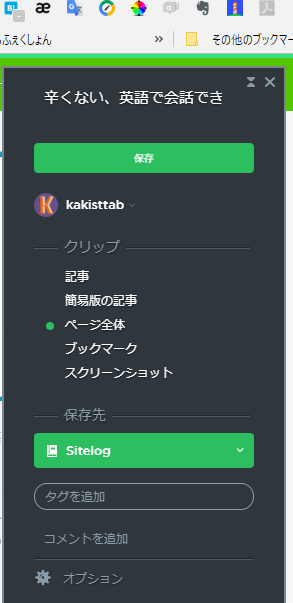 ふぇくしょん
»
その他のブックマー
辛くない、英語で会話でき
保存
kakisttab
クリップ
記事
簡易版の記事
ページ全体
ブックマーク
スクリーンショット
保存先
Sitelog
タグを追加
コメントを追加
オプション